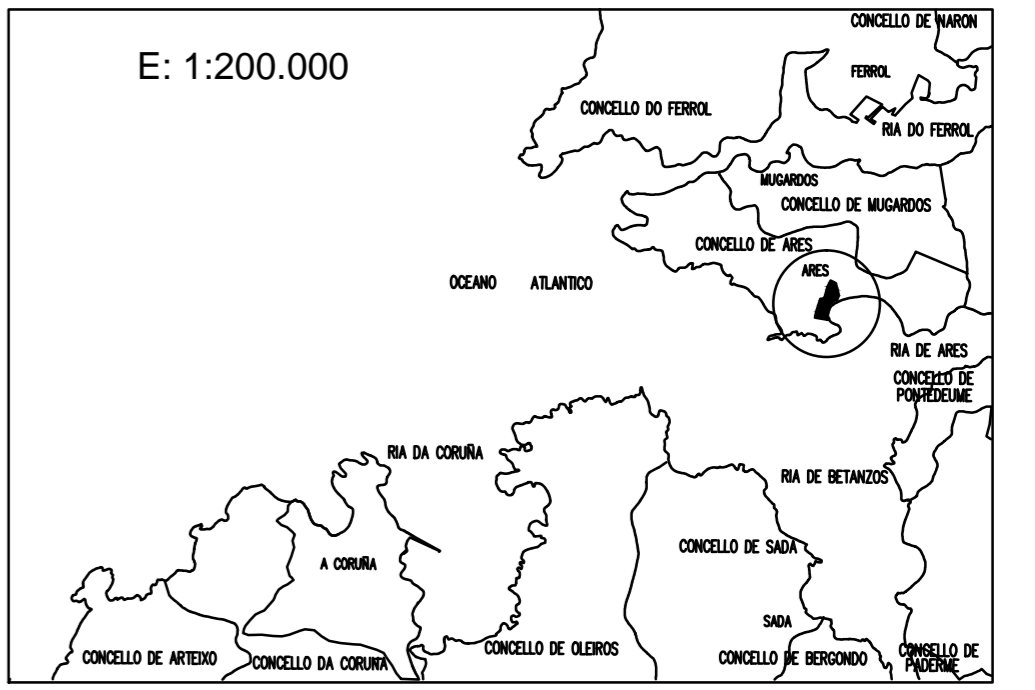 CONCELLO DE NARON
E: 1:200.000
FERROL
CONCELLO DO FERROL
RIA DO FERROL
MUGARDOS
CONCELLO DE MUGARDOS
CONCELLO DE ARES
ARES
OCEANO ATLANTICO
RIA DE ARES
CONCELLO DE
PONTEDEUME
RIA DA CORUÑA
RIA DE BETANZOS
CONCELLO DE SADA
A CORUÑA
SADA
CONCELLO DE OLEIROS
CONCELLO DE ARTEIXO
CONCELLO DA CORUÑA
CONCELLO DE BERGONDO
CONCELLO DE
PADERME